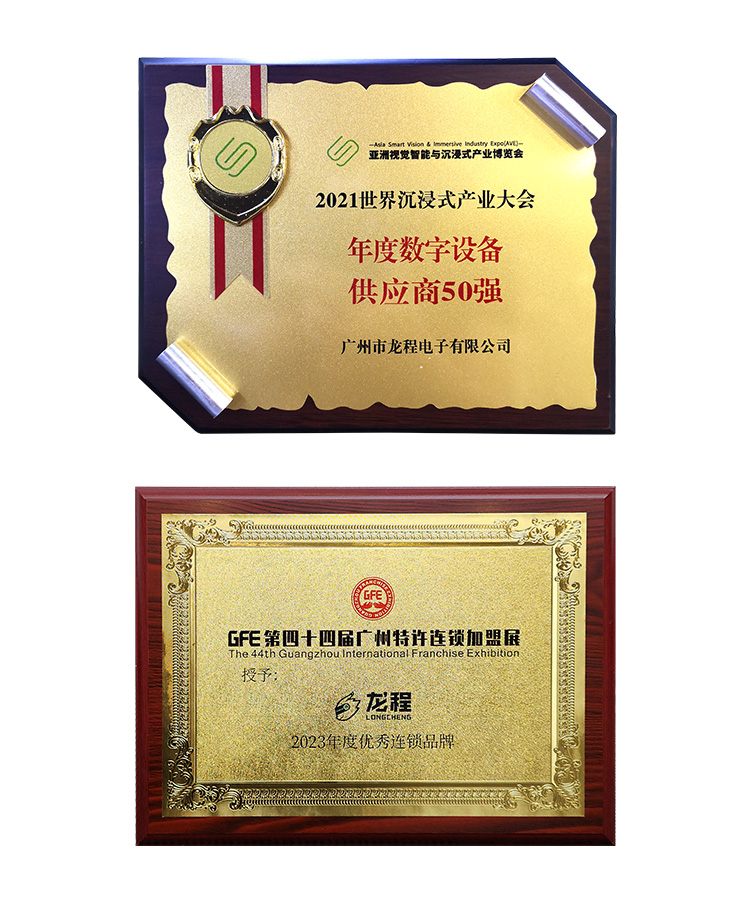 —Asia Smart Vision & Immersive Industry Expo(AVE)—
亚洲视觉智能与沉浸式产业博览会
2021世界沉浸式产业大会
年度数字设备
供应商50强
广州市龙程电子有限公司
GFE
GFE第四十四届广州特许连锁加盟展
The 44th Guangzhou International Franchise Exhibition
授予:
龙程
LONGCHENG
2023年度优秀连锁品牌